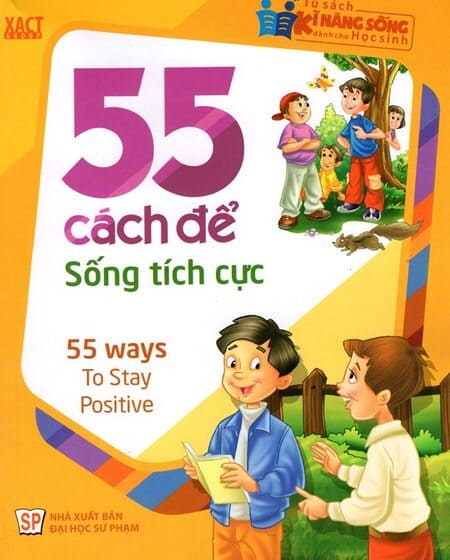 XACT
GROUP
Tủ sách
KĨ NĂNG SỐNG
dành cho Học sinh
55
cách để
Sống tích cực
55 ways
To Stay
Positive
SP
NHÀ XUẤT BẢN
ĐẠI HỌC SƯ PHẠM